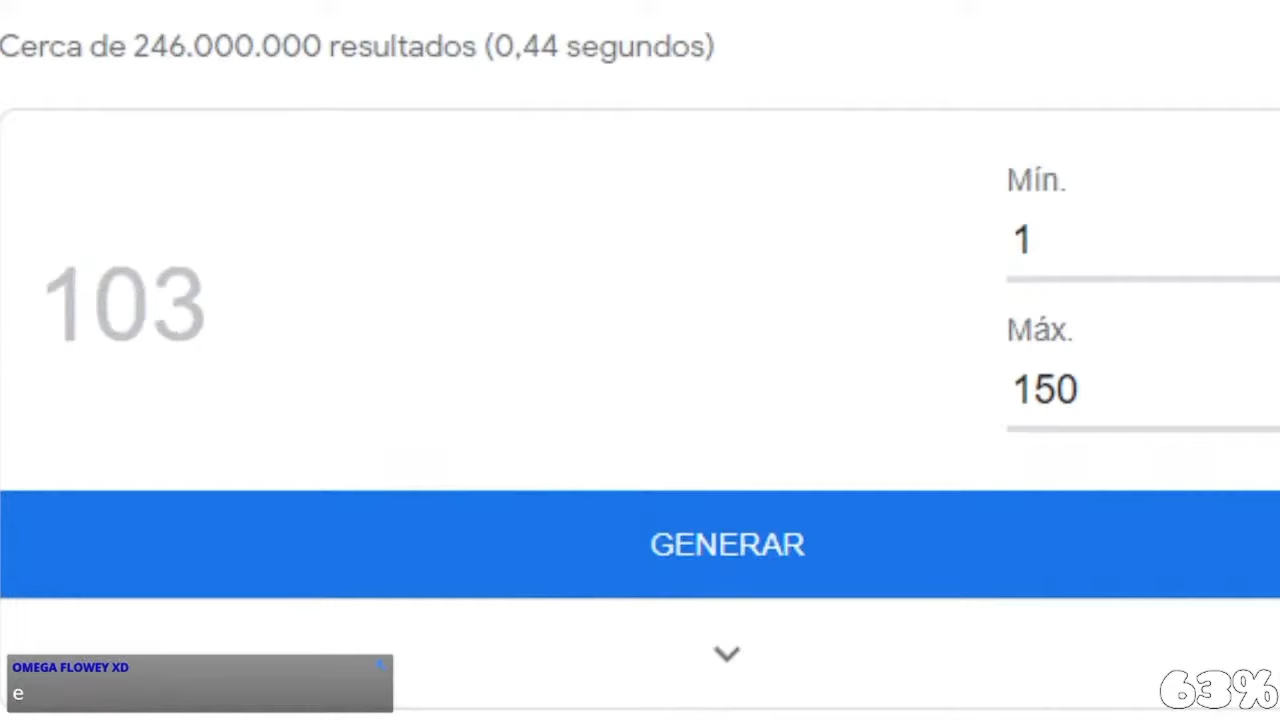 Cerca de 246.000.000 resultados (0,44 segundos)
Mín.
1
103
Máx.
150
GENERAR
OMEGA FLOWEY XD
e
63%